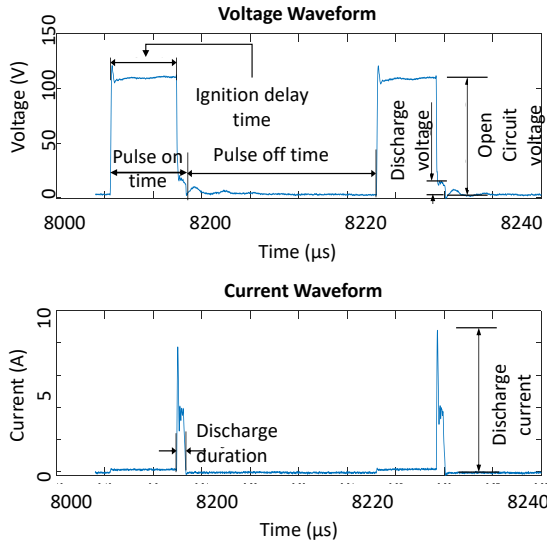 Voltage Waveform
150
100
50
0
Voltage (V)
Ignition delay
time
Pulse on
time
Pulse off time
Discharge
voltage
Open
Circuit
voltage
8000
8200
8220
8240
Time (µs)
Current Waveform
10
5
0
Current (A)
Discharge
duration
Discharge
current
8000
8200
8220
8240
Time (µs)